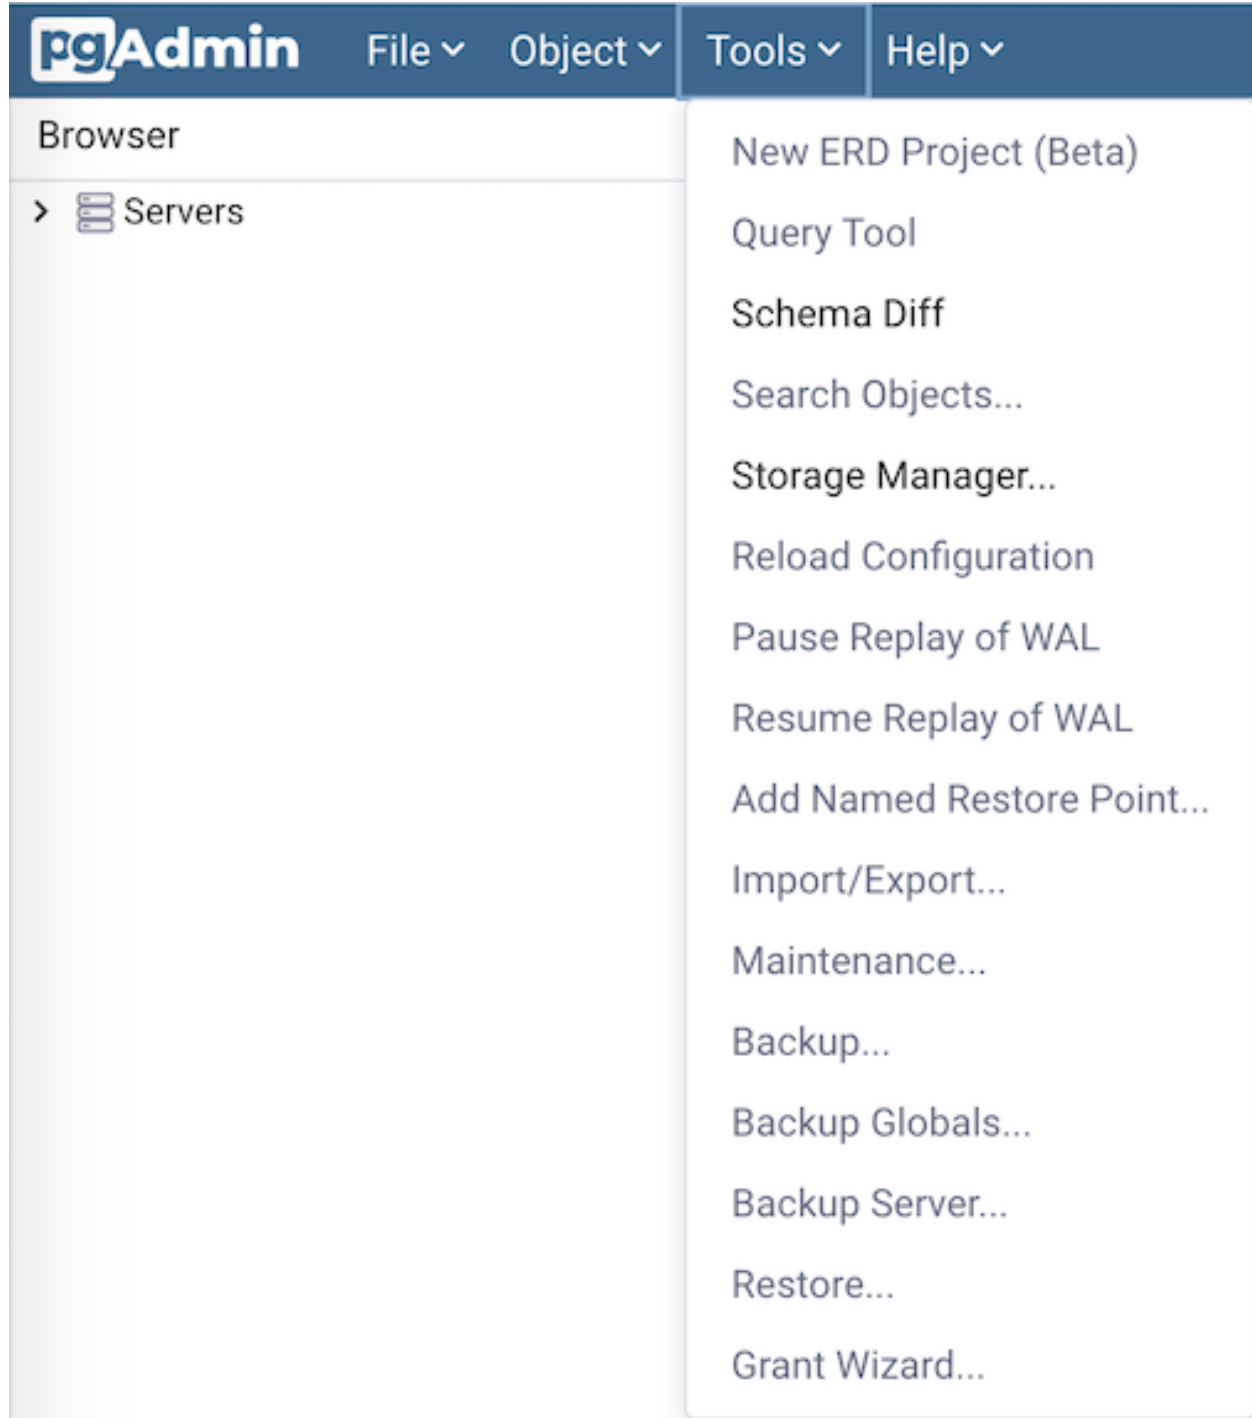 pgAdmin File Object Tools Help
Browser
Servers
New ERD Project (Beta)
Query Tool
Schema Diff
Search Objects...
Storage Manager...
Reload Configuration
Pause Replay of WAL
Resume Replay of WAL
Add Named Restore Point...
Import/Export...
Maintenance...
Backup...
Backup Globals...
Backup Server...
Restore...
Grant Wizard...